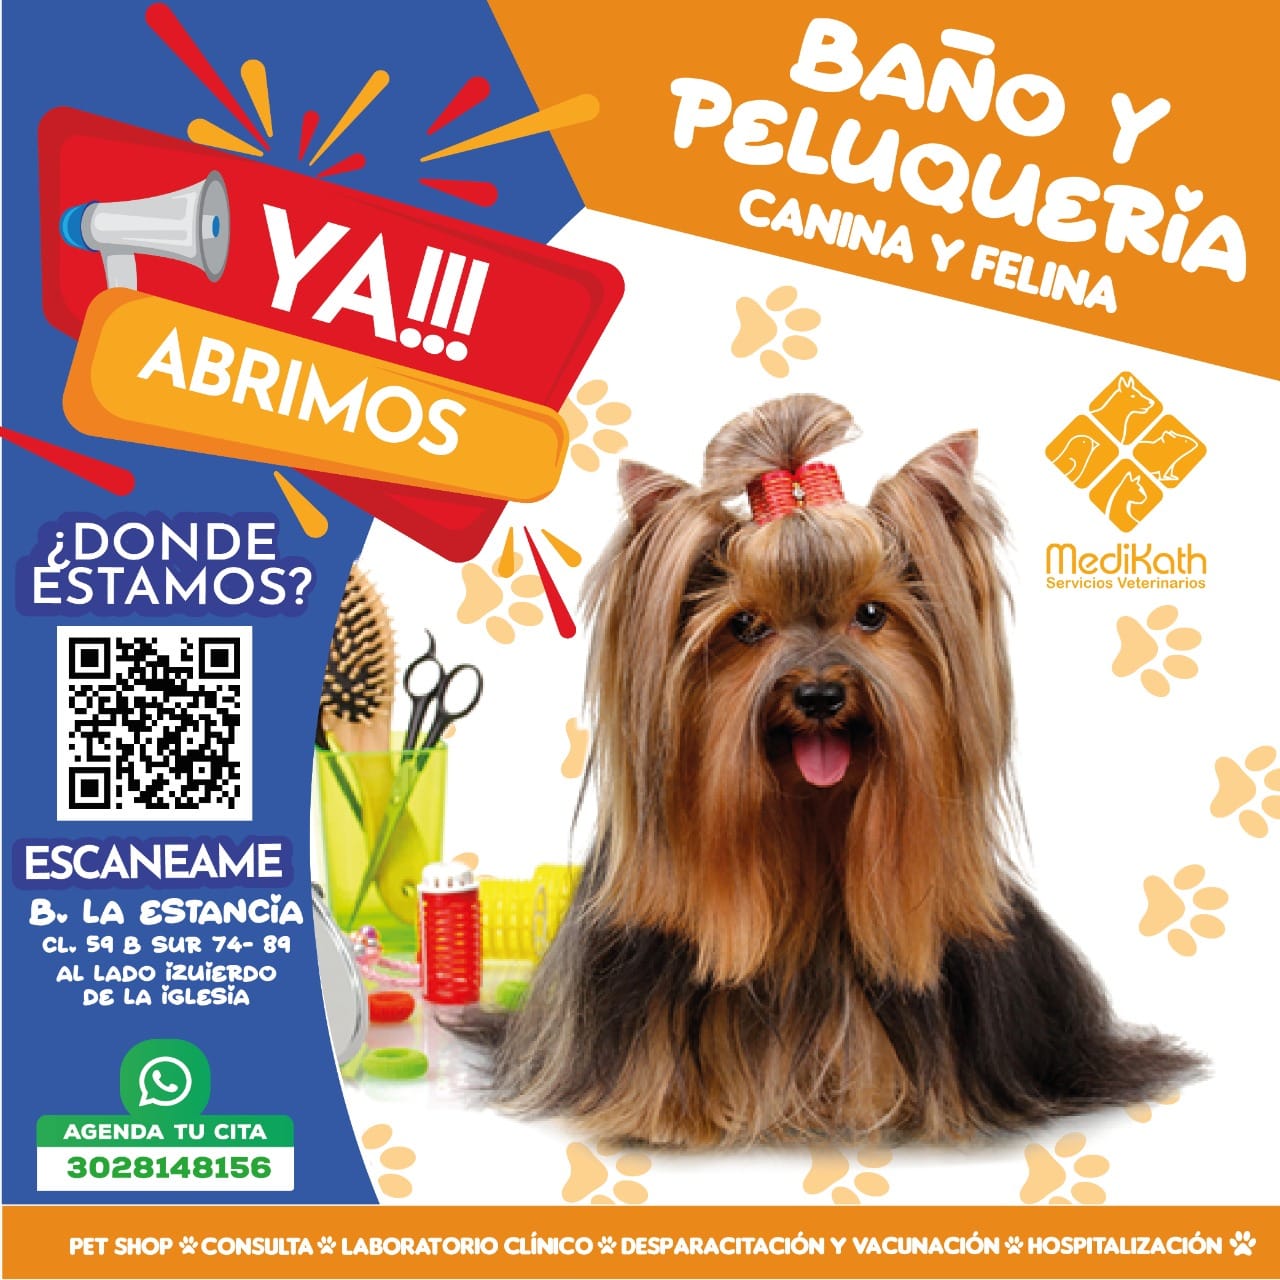 BAÑO Y
PELUQUERIA
CANINA Y FELINA
YA!!!
ABRIMOS
MediKath
Servicios Veterinarios
¿DONDE
ESTAMOS?
ESCANEAME
B. LA ESTANCIA
CL. 59 B SUR 74- 89
AL LADO IZUIERDO
DE LA IGLESIA
AGENDA TU CITA
3028148156
PET SHOP CONSULTA LABORATORIO CLÍNICO DESPARACITACIÓN Y VACUNACIÓN HOSPITALIZACIÓN